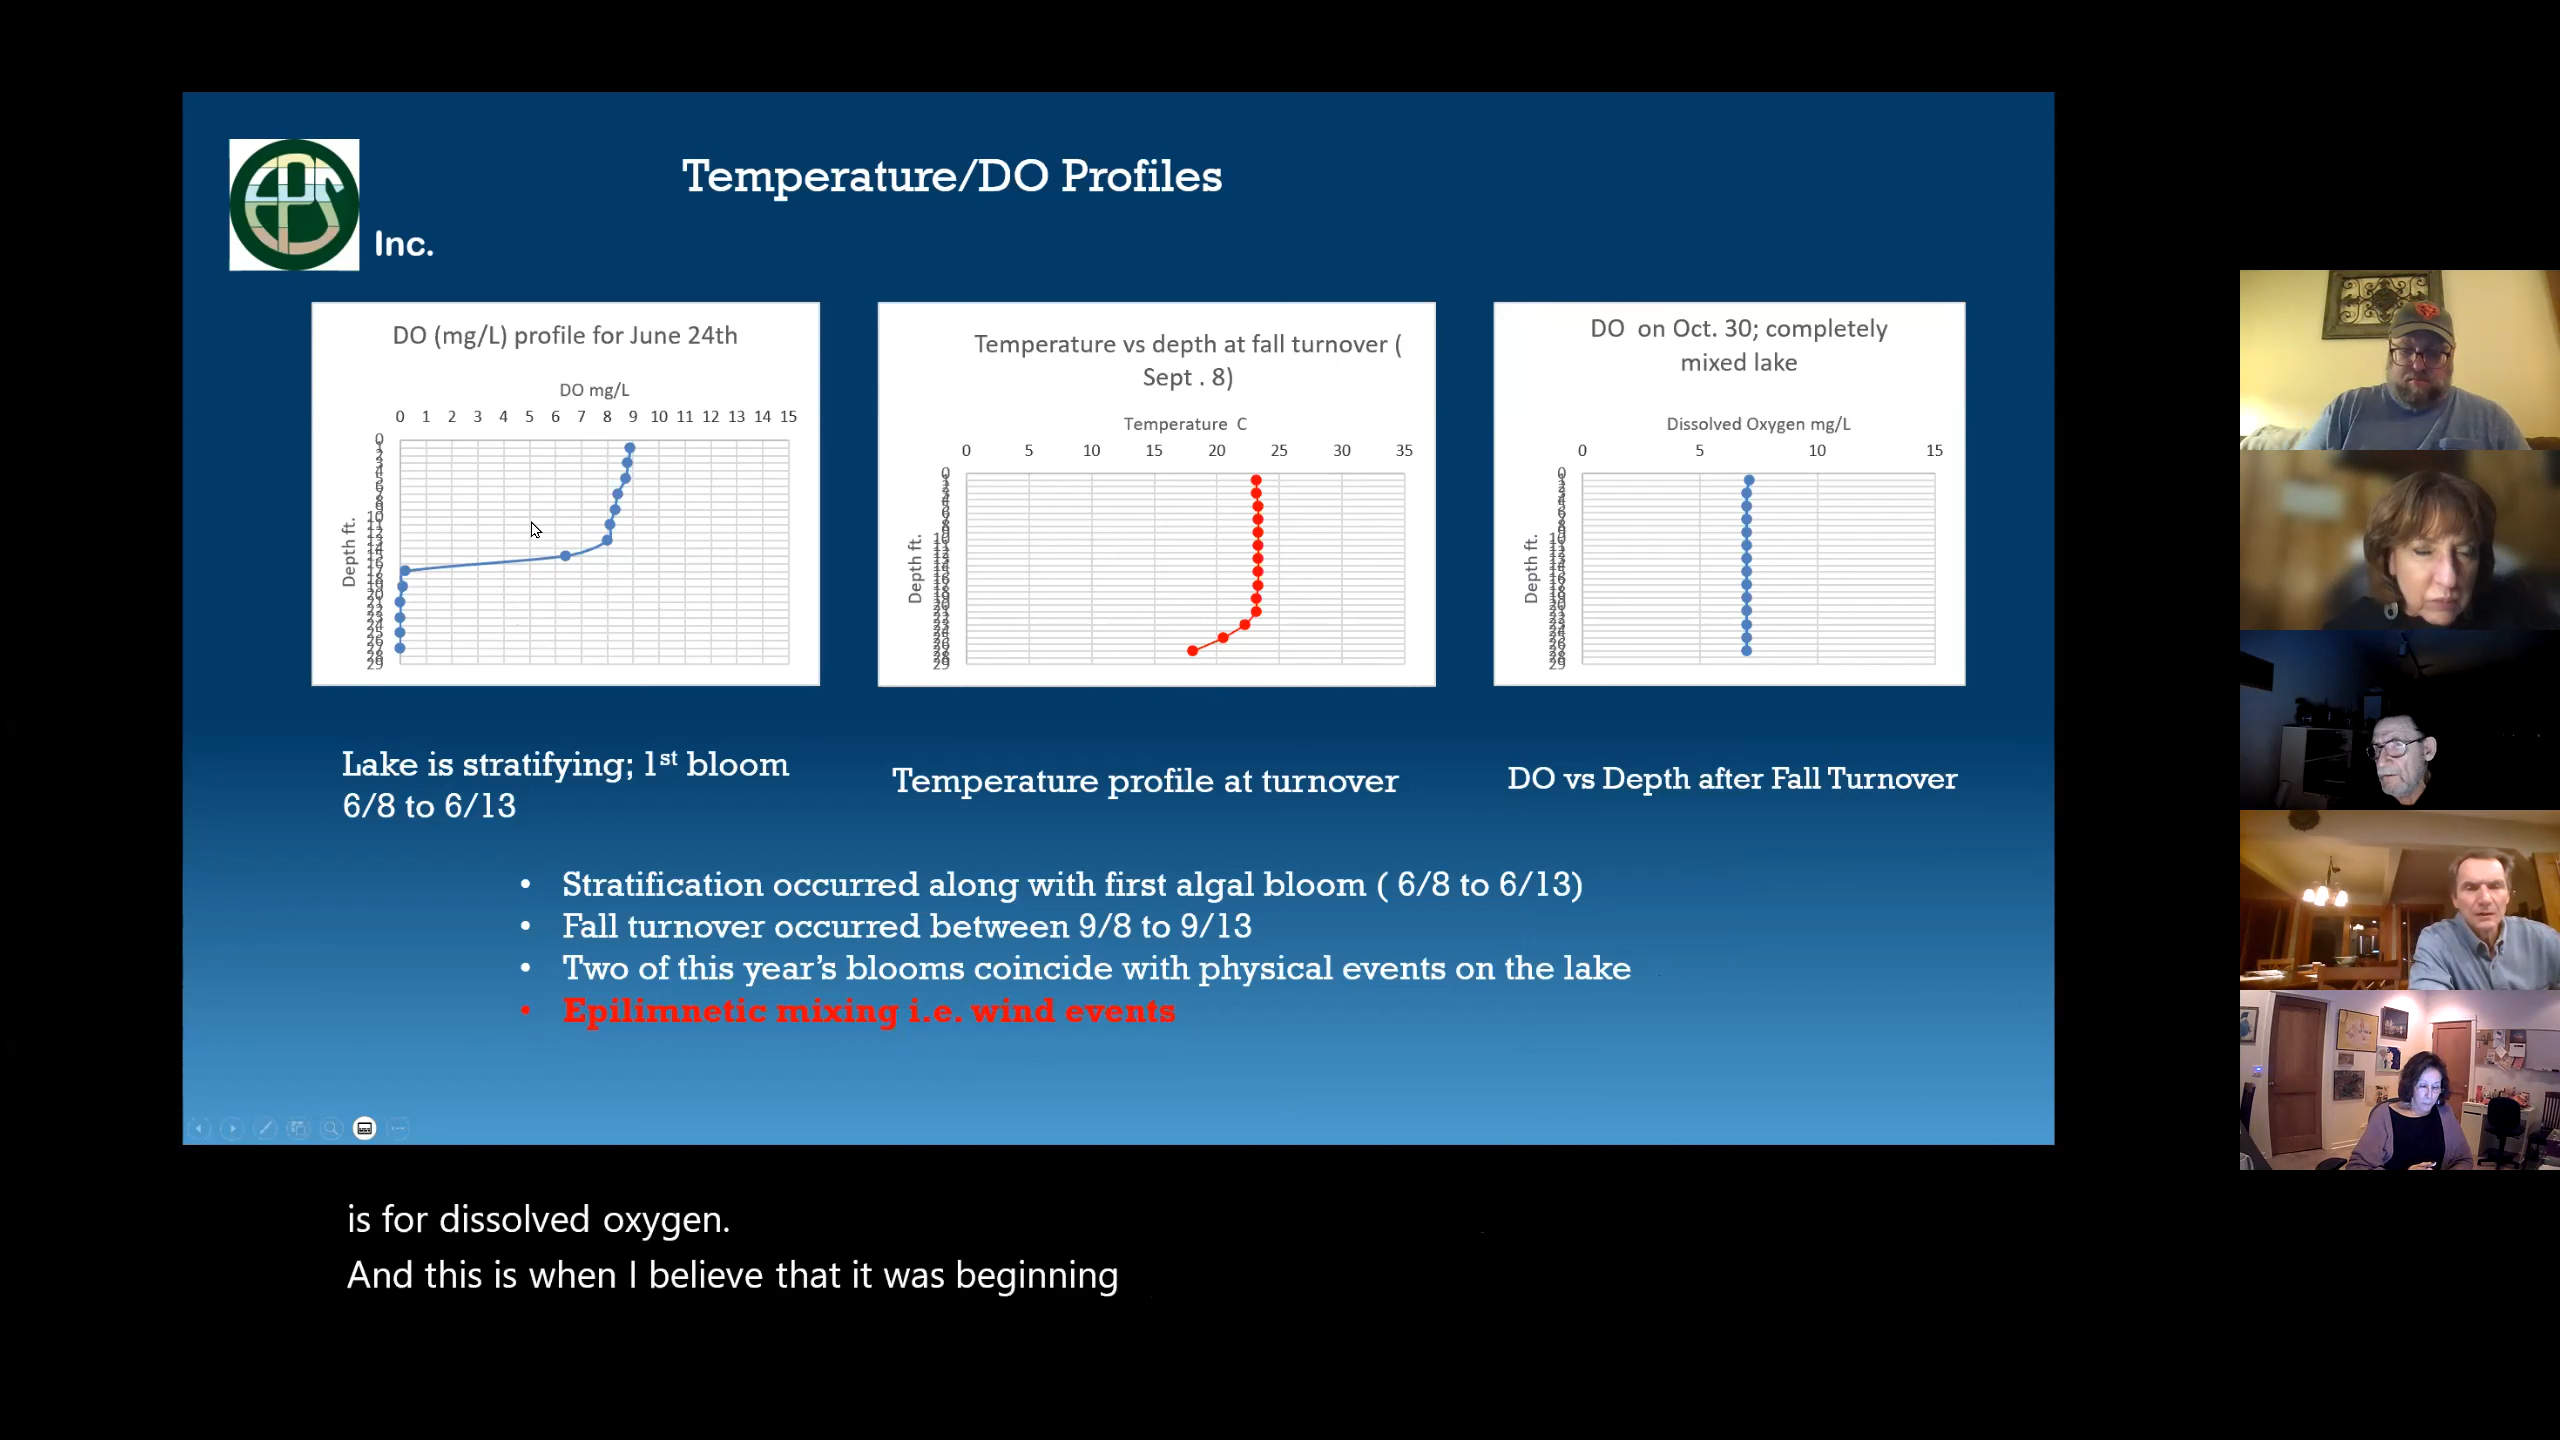 Temperature/DO Profiles
EPS
Inc.
DO (mg/L) profile for June 24th
DO mg/L
0 1 2 3 4 5 6 7 8 9 10 11 12 13 14 15
Depth ft.
Temperature vs depth at fall turnover (
Sept . 8)
Temperature C
0 5 10 15 20 25 30 35
Depth ft.
DO on Oct. 30; completely
mixed lake
Dissolved Oxygen mg/L
0 5 10 15
Depth ft.
Lake is stratifying; 1st bloom
6/8 to 6/13
Temperature profile at turnover
DO vs Depth after Fall Turnover
• Stratification occurred along with first algal bloom ( 6/8 to 6/13)
• Fall turnover occurred between 9/8 to 9/13
• Two of this year’s blooms coincide with physical events on the lake
• Epilimnetic mixing i.e. wind events
is for dissolved oxygen.
And this is when I believe that it was beginning